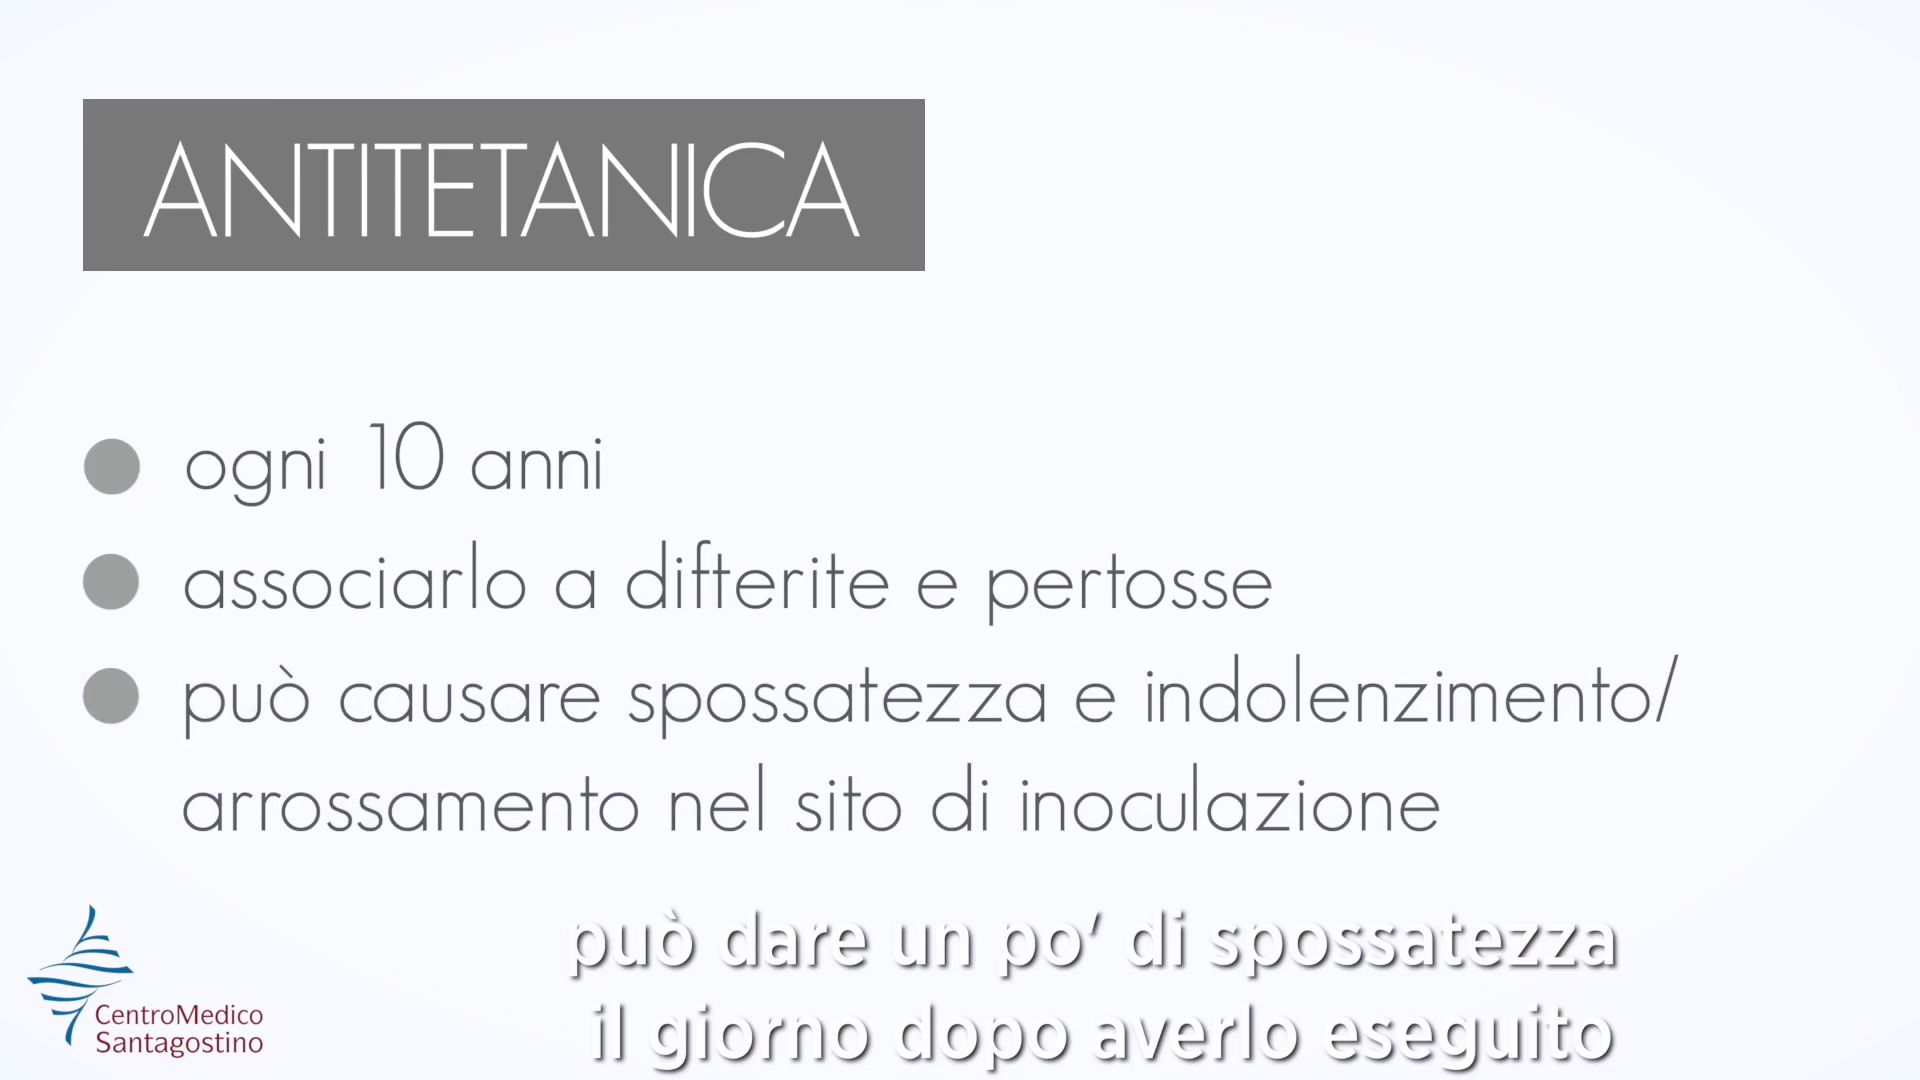 ANTITETANICA
ogni 10 anni
associarlo a difterite e pertosse
può causare spossatezza e indolenzimento/
arrossamento nel sito di inoculazione
può dare un po' di spossatezza
il giorno dopo averlo eseguito
CentroMedico
Santagostino